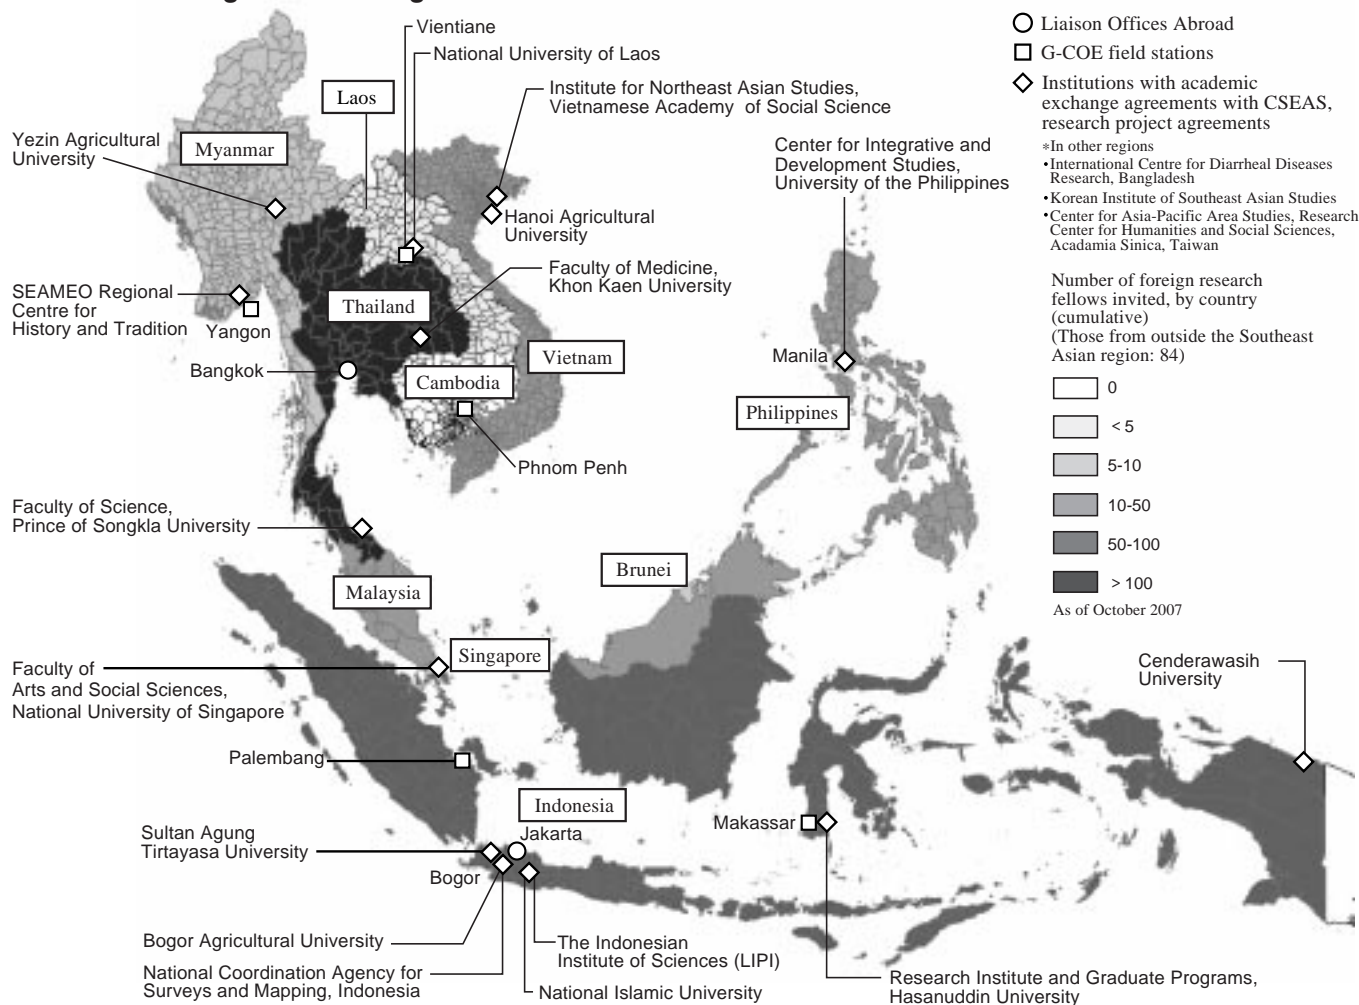 Vientiane
National University of Laos
Institute for Northeast Asian Studies,
Vietnamese Academy of Social Science
Laos
Yezin Agricultural
University
Myanmar
Center for Integrative and
Development Studies,
University of the Philippines
Hanoi Agricultural
University
Faculty of Medicine,
Khon Kaen University
SEAMEO Regional
Centre for
History and Tradition
Yangon
Thailand
Bangkok
Vietnam
Cambodia
Manila
Philippines
Phnom Penh
Faculty of Science,
Prince of Songkla University
Malaysia
Brunei
Singapore
Faculty of
Arts and Social Sciences,
National University of Singapore
Cenderawasih
University
Palembang
Indonesia
Jakarta
Makassar
Sultan Agung
Tirtayasa University
Bogor
Bogor Agricultural University
National Coordination Agency for
Surveys and Mapping, Indonesia
The Indonesian
Institute of Sciences (LIPI)
National Islamic University
Research Institute and Graduate Programs,
Hasanuddin University
Liaison Offices Abroad
G-COE field stations
Institutions with academic
exchange agreements with CSEAS,
research project agreements
*In other regions
•International Centre for Diarrheal Diseases
Research, Bangladesh
•Korean Institute of Southeast Asian Studies
•Center for Asia-Pacific Area Studies, Research
Center for Humanities and Social Sciences,
Acadamia Sinica, Taiwan
Number of foreign research
fellows invited, by country
(cumulative)
(Those from outside the Southeast
Asian region: 84)
0
< 5
5-10
10-50
50-100
> 100
As of October 2007